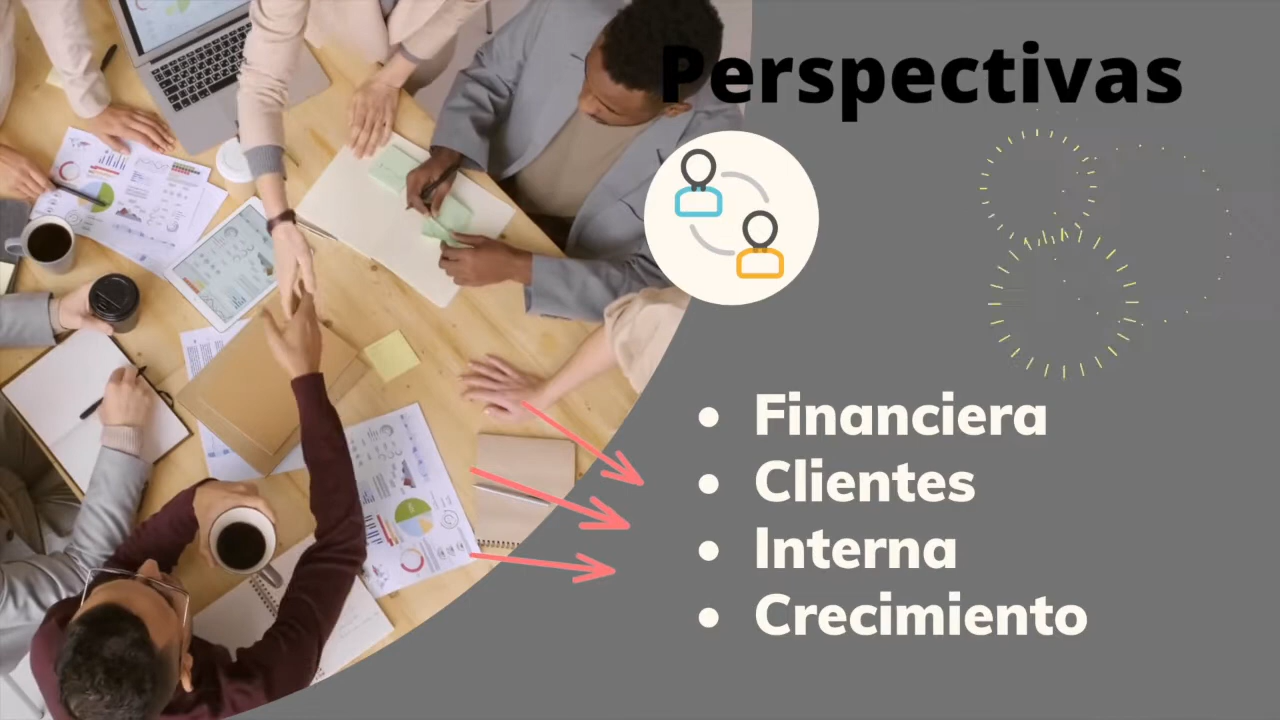 Perspectivas
• Financiera
• Clientes
• Interna
• Crecimiento